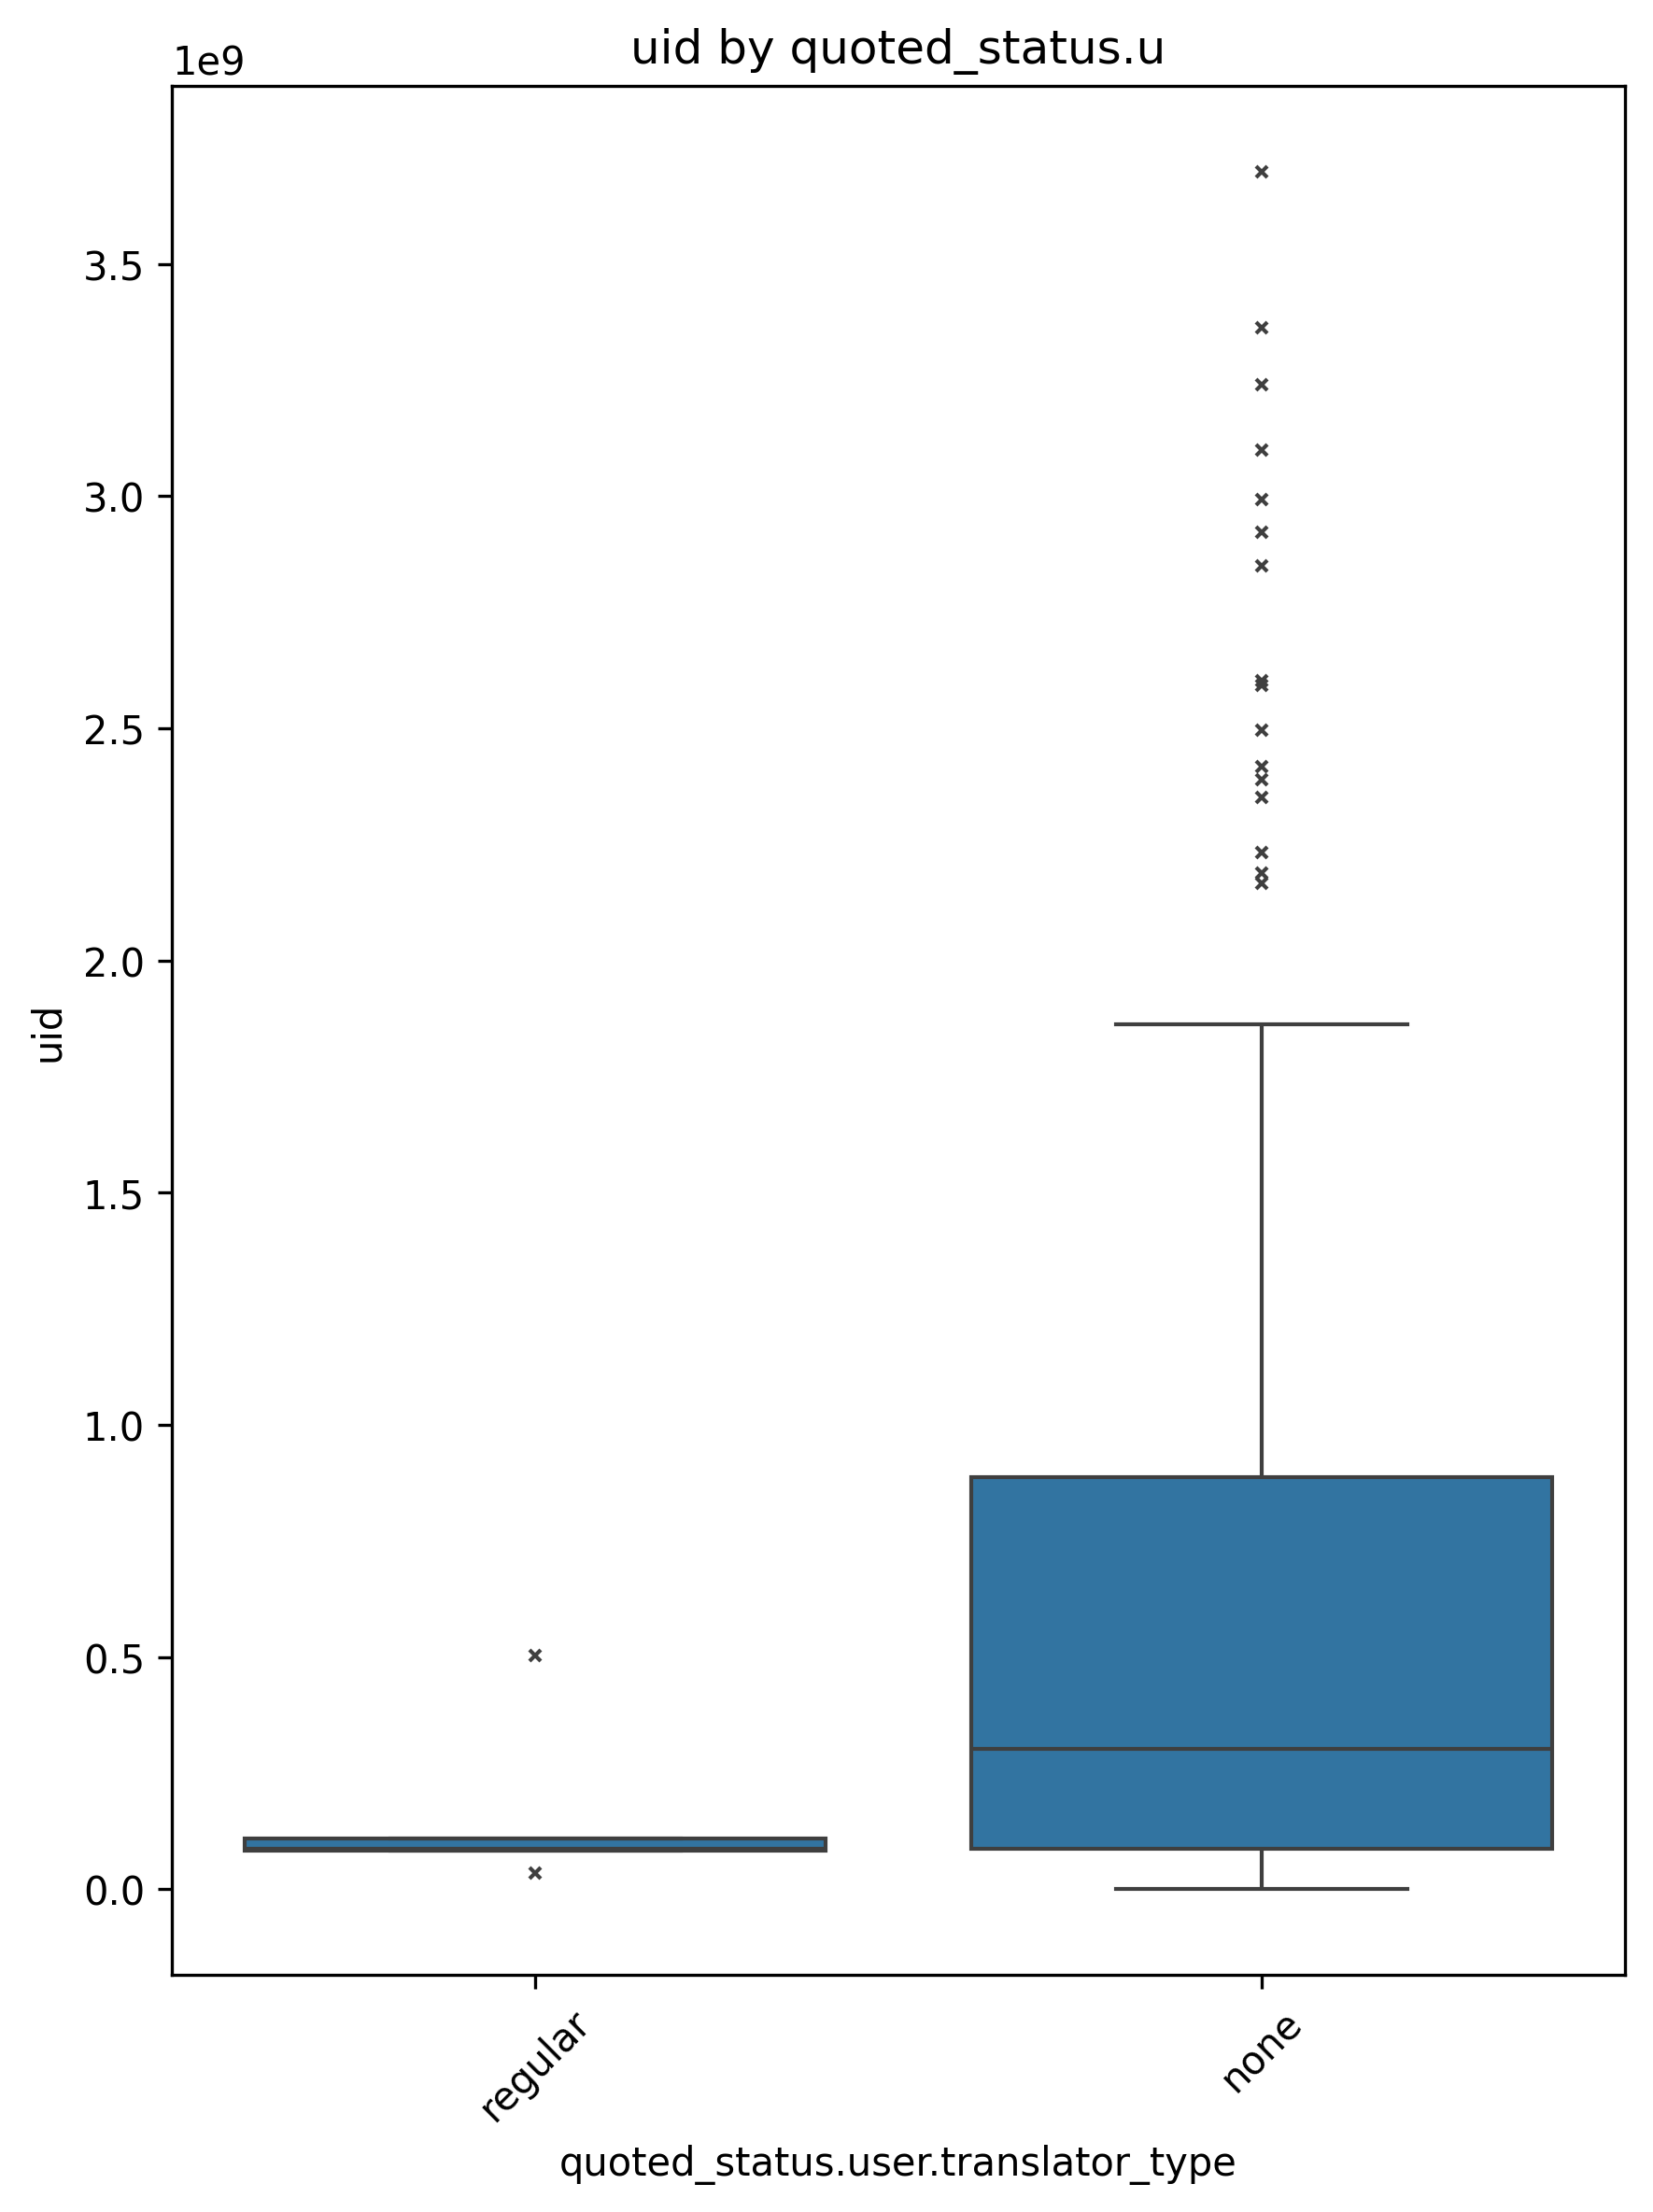 uid by quoted_status.u
1e9
3.5
3.0
2.5
2.0
1.5
1.0
0.5
0.0
uid
regular
none
quoted_status.user.translator_type